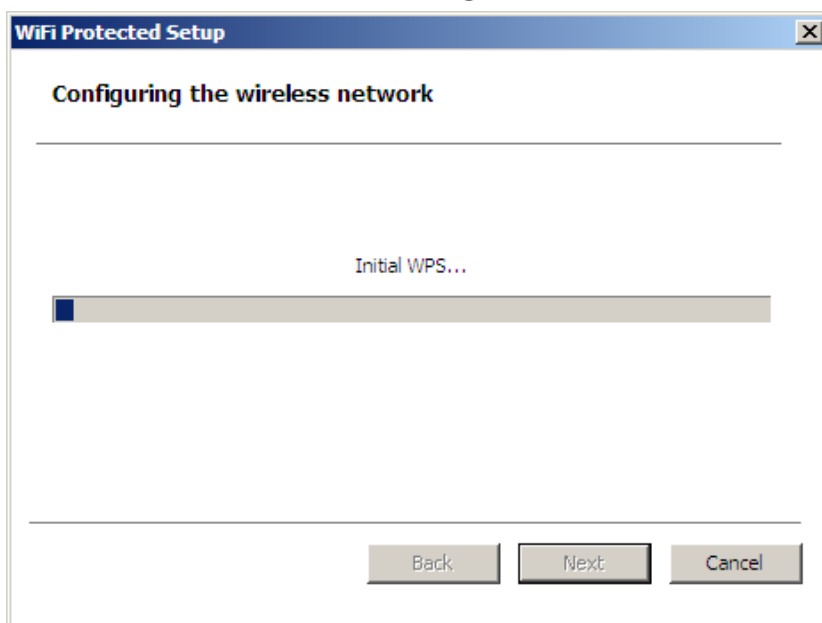 WiFi Protected Setup
Configuring the wireless network
Initial WPS...
Back Next Cancel